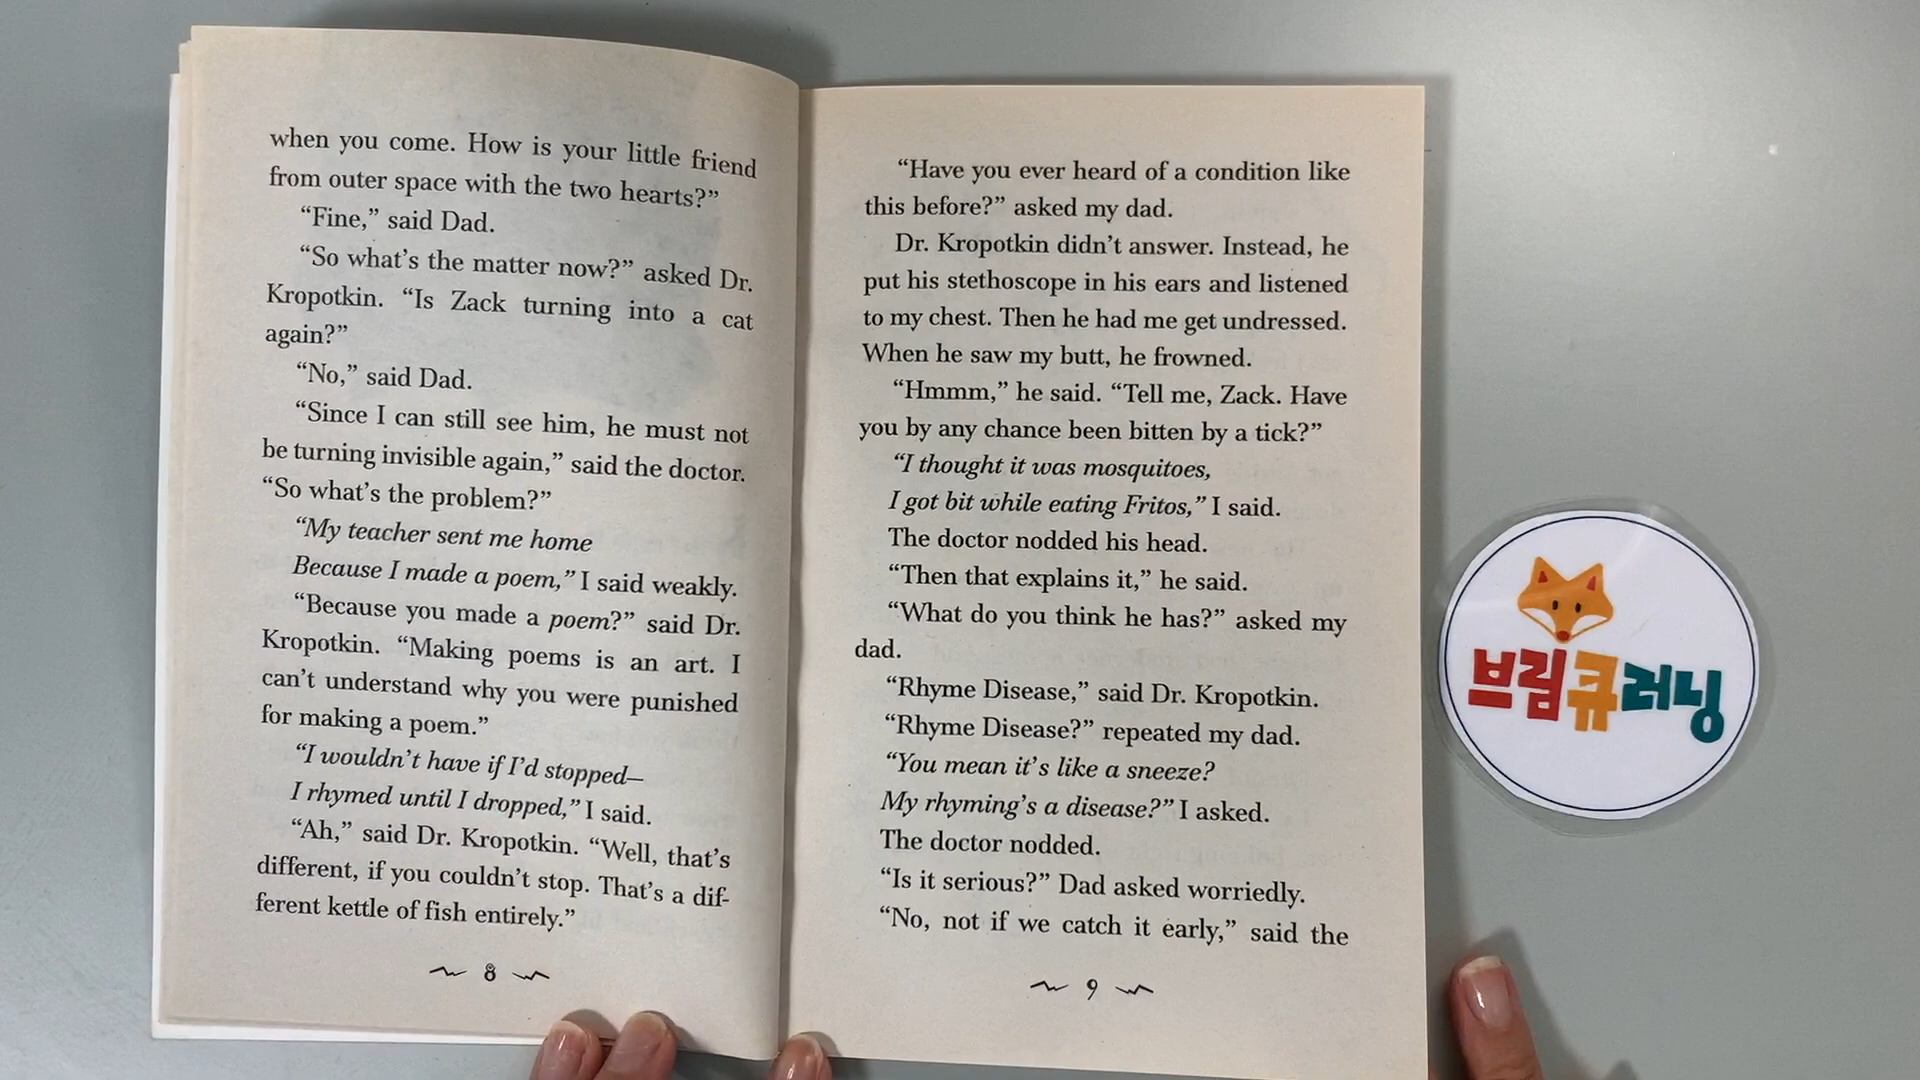 when you come. How is your little friend
from outer space with the two hearts?”
“Fine,” said Dad.
“So what’s the matter now?” asked Dr.
Kropotkin. “Is Zack turning into a cat
again?”
“No,” said Dad.
“Since I can still see him, he must not
be turning invisible again,” said the doctor.
“So what’s the problem?”
“My teacher sent me home
Because I made a poem,” I said weakly.
“Because you made a poem?” said Dr.
Kropotkin. “Making poems is an art. I
can’t understand why you were punished
for making a poem.”
“I wouldn’t have if I’d stopped—
I rhymed until I dropped,” I said.
“Ah,” said Dr. Kropotkin. “Well, that’s
different, if you couldn’t stop. That’s a dif-
ferent kettle of fish entirely.”
8
“Have you ever heard of a condition like
this before?” asked my dad.
Dr. Kropotkin didn’t answer. Instead, he
put his stethoscope in his ears and listened
to my chest. Then he had me get undressed.
When he saw my butt, he frowned.
“Hmmm,” he said. “Tell me, Zack. Have
you by any chance been bitten by a tick?”
“I thought it was mosquitoes,
I got bit while eating Fritos,” I said.
The doctor nodded his head.
“Then that explains it,” he said.
“What do you think he has?” asked my
dad.
“Rhyme Disease,” said Dr. Kropotkin.
“Rhyme Disease?” repeated my dad.
“You mean it’s like a sneeze?
My rhyming’s a disease?” I asked.
The doctor nodded.
“Is it serious?” Dad asked worriedly.
“No, not if we catch it early,” said the
9
브림큐러닝